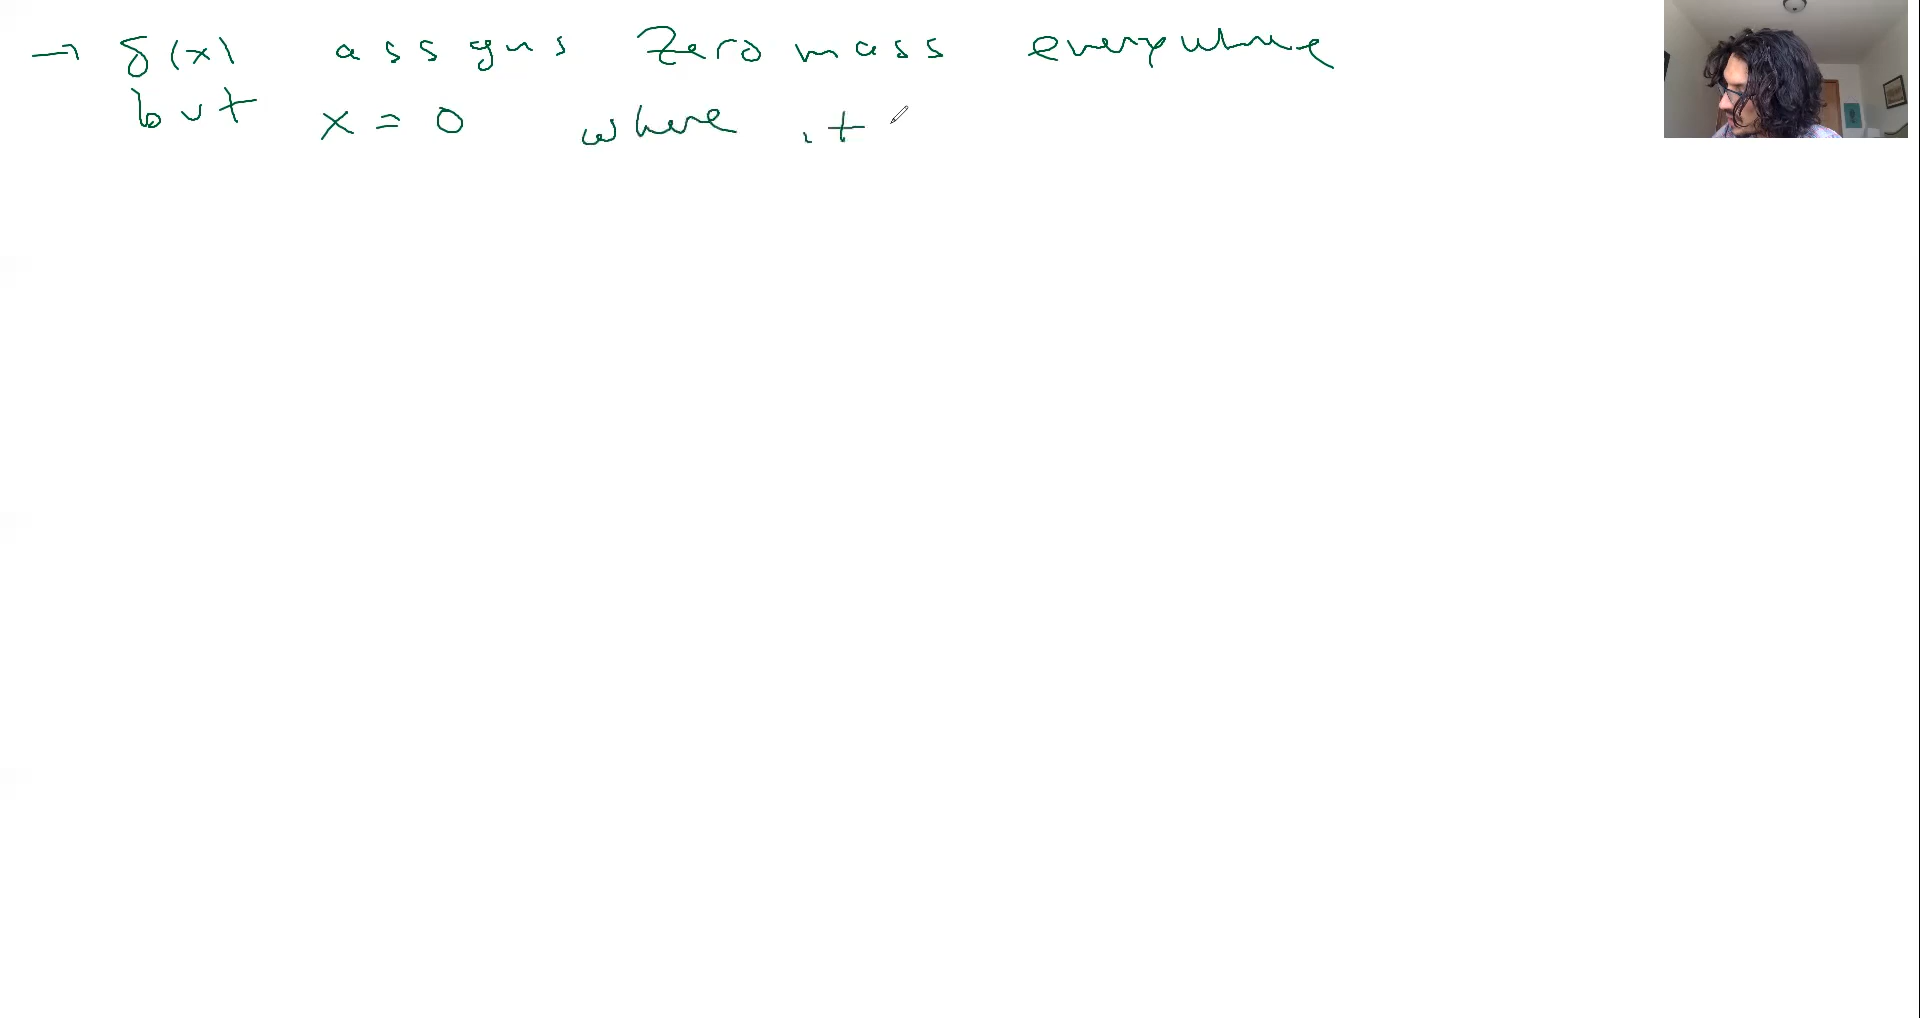 → δ(x) assigns zero mass everywhere
but x = 0 where it